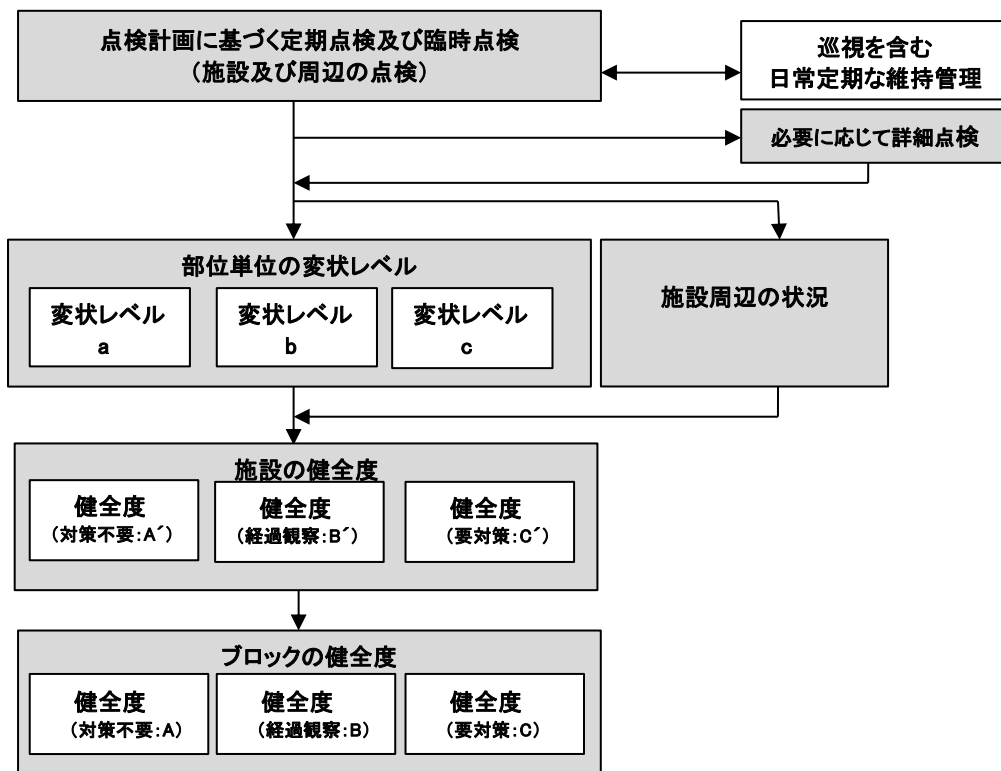 点検計画に基づく定期点検及び臨時点検
（施設及び周辺の点検）
巡視を含む
日常定期な維持管理
必要に応じて詳細点検
部位単位の変状レベル
変状レベル
a
変状レベル
b
変状レベル
c
施設周辺の状況
施設の健全度
健全度
（対策不要：A´）
健全度
（経過観察：B´）
健全度
（要対策：C´）
ブロックの健全度
健全度
（対策不要：A）
健全度
（経過観察：B）
健全度
（要対策：C）